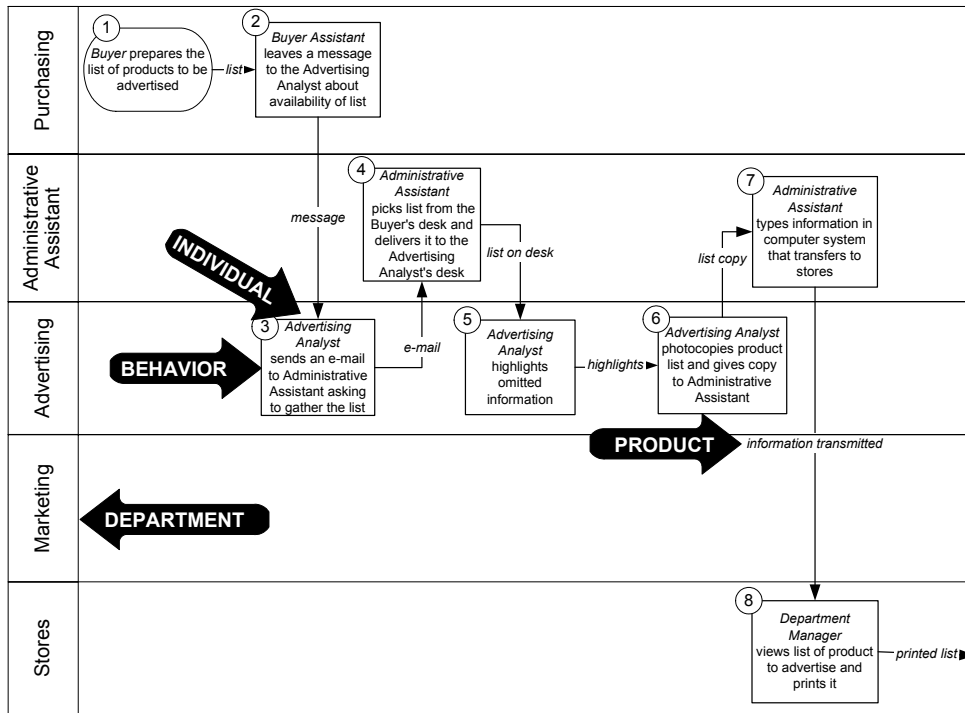 Purchasing
1
Buyer prepares the
list of products to be
advertised
list
2
Buyer Assistant
leaves a message
to the Advertising
Analyst about
availability of list
Administrative
Assistant
message
4
Administrative
Assistant
picks list from the
Buyer's desk and
delivers it to the
Advertising
Analyst's desk
list on desk
list copy
7
Administrative
Assistant
types information in
computer system
that transfers to
stores
INDIVIDUAL
Advertising
BEHAVIOR
3
Advertising
Analyst
sends an e-mail
to Administrative
Assistant asking
to gather the list
e-mail
5
Advertising
Analyst
highlights
omitted
information
highlights
6
Advertising Analyst
photocopies product
list and gives copy
to Administrative
Assistant
PRODUCT
information transmitted
Marketing
DEPARTMENT
Stores
8
Department
Manager
views list of product
to advertise and
prints it
printed list